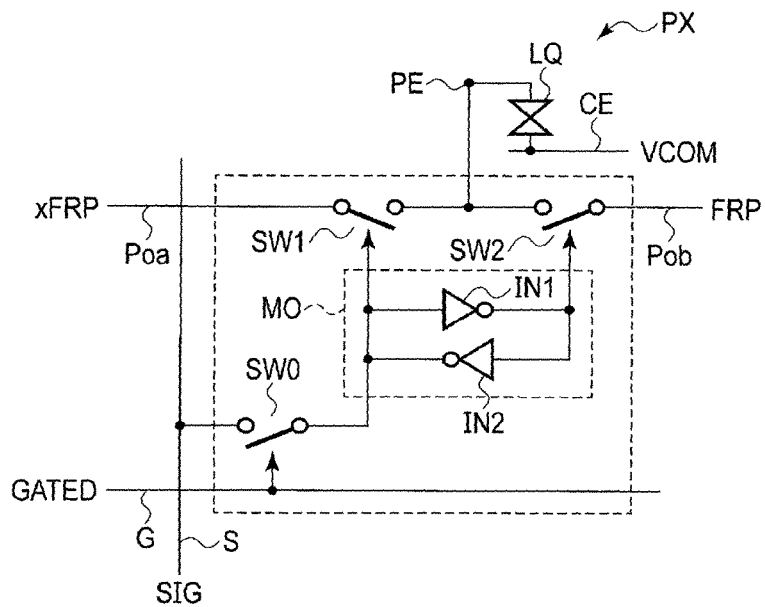 PX
LQ
PE
CE
VCOM
xFRP
FRP
Poa
SW1
SW2
Pob
MO
IN1
SW0
IN2
GATED
G
S
SIG